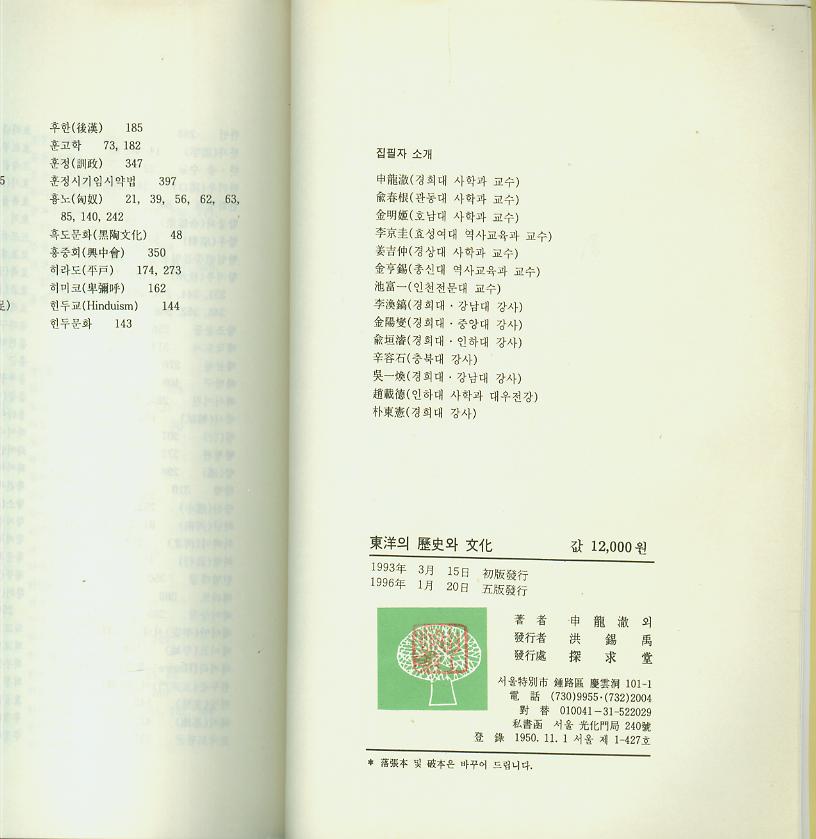 후한(後漢) 185
훈고학 73, 182
훈정(訓政) 347
5
훈정시기임시약법 397
흉노(匈奴) 21, 39, 56, 62, 63,
85, 140, 242
흑도문화(黑陶文化) 48
흥중회(興中會) 350
히라도(平戶) 174, 273
히미코(卑彌呼) 162
힌두교(Hinduism) 144
힌두문화 143
집필자 소개
申龍澈(경희대 사학과 교수)
兪春根(관동대 사학과 교수)
金明姬(호남대 사학과 교수)
李京圭(효성여대 역사교육과 교수)
姜吉仲(경상대 사학과 교수)
金亨錫(총신대 역사교육과 교수)
池富一(인천전문대 교수)
李渙鎬(경희대·강남대 강사)
金陽燮(경희대·중앙대 강사)
兪垣濬(경희대·인하대 강사)
辛容石(충북대 강사)
吳一煥(경희대·강남대 강사)
趙載德(인하대 사학과 대우전강)
朴東憲(경희대 강사)
東洋의 歷史와 文化 값 12,000원
1993年 3月 15日 初版發行
1996年 1月 20日 五版發行
著者 申龍澈 외
發行者 洪錫禹
發行處 探求堂
서울特別市 鍾路區 慶雲洞 101-1
電話 (730)9955·(732)2004
對替 010041-31-522029
私書函 서울 光化門局 240號
登錄 1950. 11. 1 서울 제 1-427호
* 落張本 및 破本은 바꾸어 드립니다.